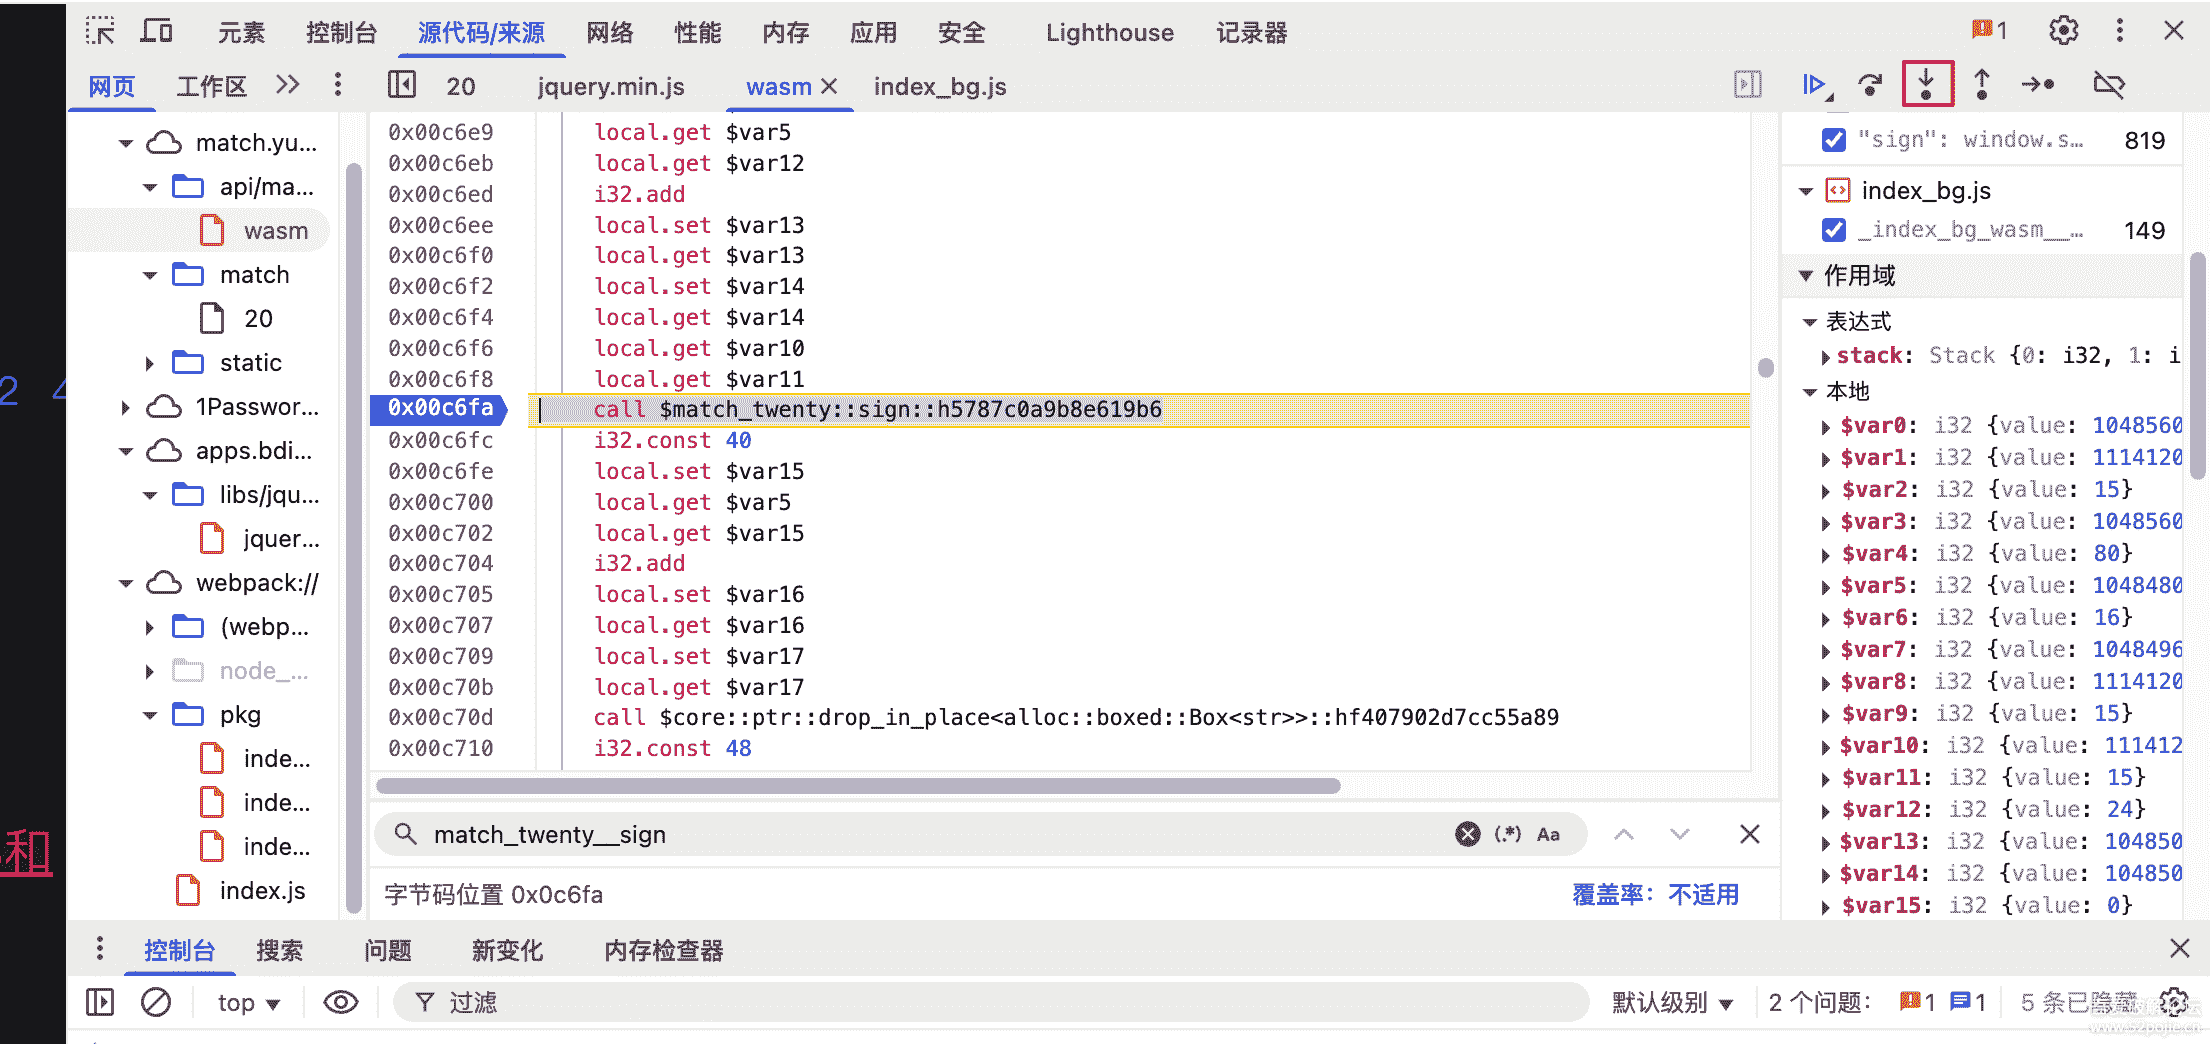 元素 控制台 源代码/来源 网络 性能 内存 应用 安全 Lighthouse 记录器 1
网页 工作区 20 jquery.min.js wasm index_bg.js
match.yu...
api/ma...
wasm
match
20
static
1Passwor...
apps.bdi...
libs/jqu...
jquer...
webpack://
(webp...
node_...
pkg
inde...
inde...
inde...
index.js
2 4
和
0x00c6e9 local.get $var5
0x00c6eb local.get $var12
0x00c6ed i32.add
0x00c6ee local.set $var13
0x00c6f0 local.get $var13
0x00c6f2 local.set $var14
0x00c6f4 local.get $var14
0x00c6f6 local.get $var10
0x00c6f8 local.get $var11
0x00c6fa call $match_twenty::sign::h5787c0a9b8e619b6
0x00c6fc i32.const 40
0x00c6fe local.set $var15
0x00c700 local.get $var5
0x00c702 local.get $var15
0x00c704 i32.add
0x00c705 local.set $var16
0x00c707 local.get $var16
0x00c709 local.set $var17
0x00c70b local.get $var17
0x00c70d call $core::ptr::drop_in_place<alloc::boxed::Box<str>>::hf407902d7cc55a89
0x00c710 i32.const 48
match_twenty__sign (.*) Aa
字节码位置 0x0c6fa 覆盖率：不适用
"sign": window.s... 819
index_bg.js
_index_bg_wasm__... 149
作用域
表达式
stack: Stack {0: i32, 1: i
本地
$var0: i32 {value: 1048560
$var1: i32 {value: 1114120
$var2: i32 {value: 15}
$var3: i32 {value: 1048560
$var4: i32 {value: 80}
$var5: i32 {value: 1048480
$var6: i32 {value: 16}
$var7: i32 {value: 1048496
$var8: i32 {value: 1114120
$var9: i32 {value: 15}
$var10: i32 {value: 111412
$var11: i32 {value: 15}
$var12: i32 {value: 24}
$var13: i32 {value: 104850
$var14: i32 {value: 104850
$var15: i32 {value: 0}
控制台 搜索 问题 新变化 内存检查器
top 过滤 默认级别 2 个问题： 1 1 5 条已隐藏
www.52pojie.cn